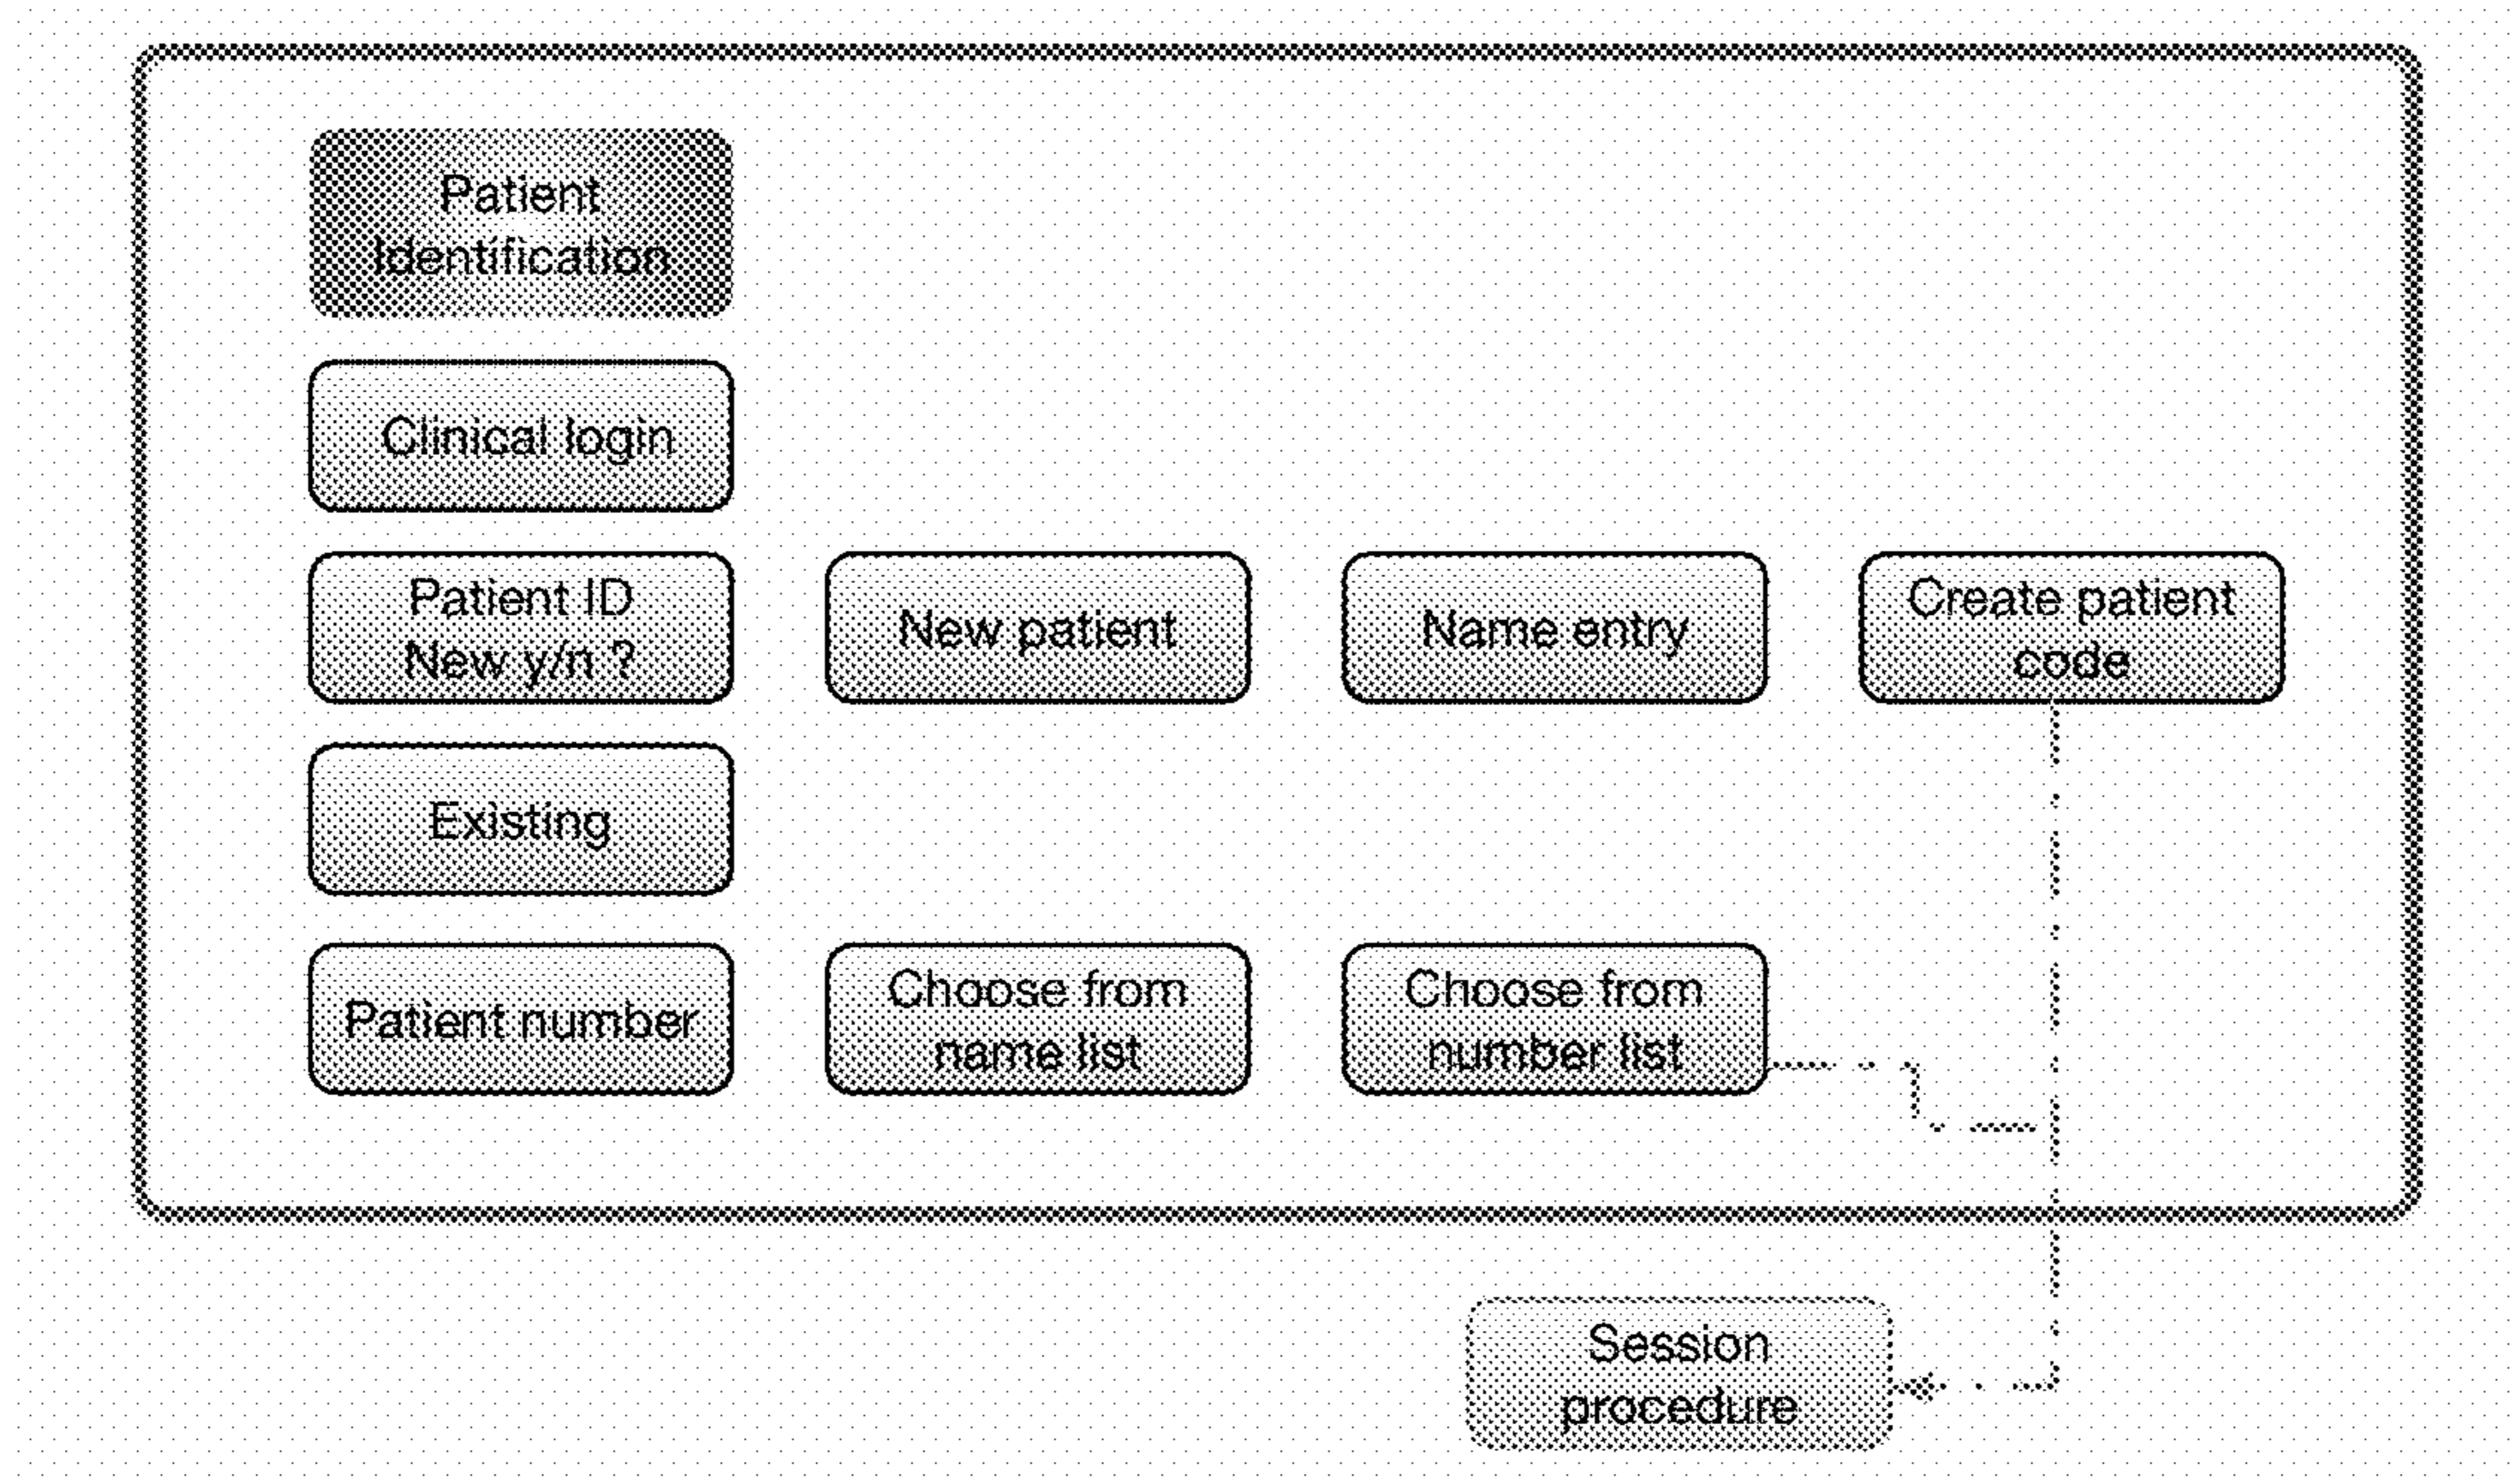 Patient
Identification
Clinical login
Patient ID
New y/n ?
New patient
Name entry
Create patient
code
Existing
Patient number
Choose from
name list
Choose from
number list
Session
procedure